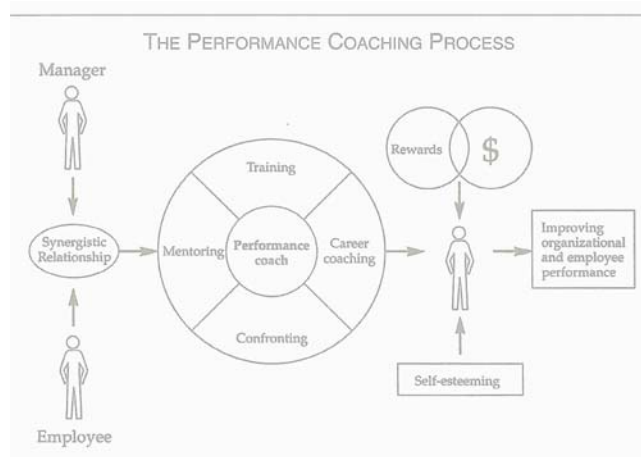 THE PERFORMANCE COACHING PROCESS
Manager
Synergistic
Relationship
Employee
Training
Mentoring
Performance
coach
Career
coaching
Confronting
Rewards
$
Self-esteeming
Improving
organizational
and employee
performance